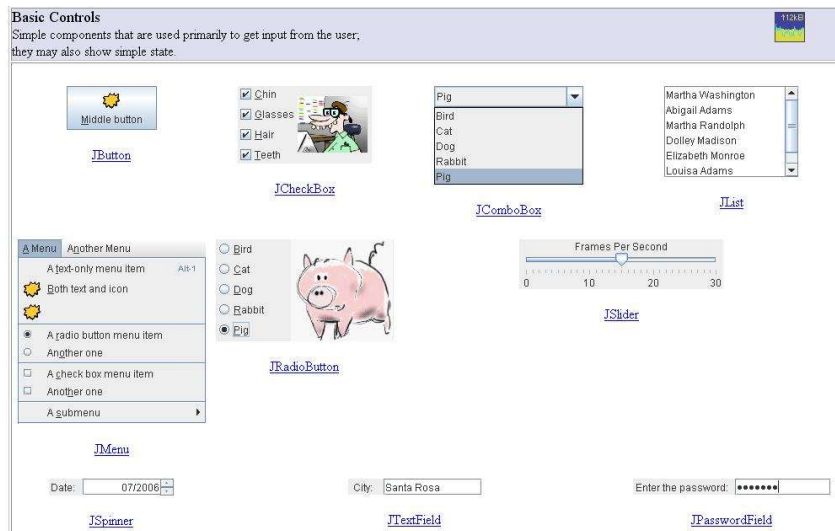 Basic Controls
Simple components that are used primarily to get input from the user;
they may also show simple state.
112kB
Middle button
JButton
Chin
Glasses
Hair
Teeth
JCheckBox
Pig
Bird
Cat
Dog
Rabbit
Pig
JComboBox
Martha Washington
Abigail Adams
Martha Randolph
Dolley Madison
Elizabeth Monroe
Louisa Adams
JList
A Menu Another Menu
A text-only menu item Alt-1
Both text and icon
A radio button menu item
Another one
A check box menu item
Another one
A submenu
JMenu
Bird
Cat
Dog
Rabbit
Pig
JRadioButton
Frames Per Second
0 10 20 30
JSlider
Date: 07/2006
JSpinner
City: Santa Rosa
JTextField
Enter the password: •••••••
JPasswordField